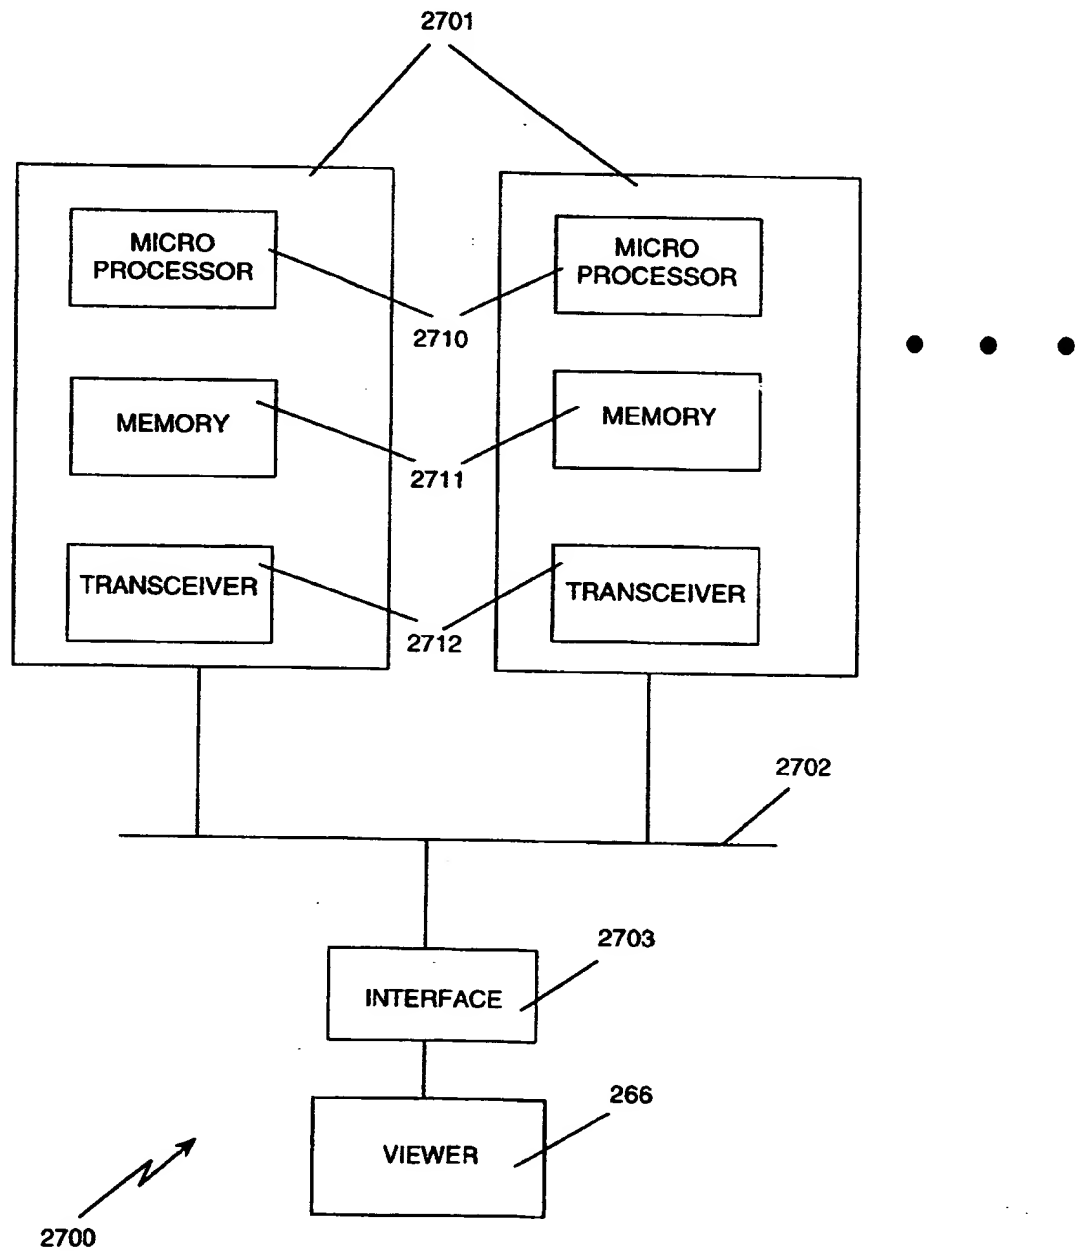 2701
MICRO
PROCESSOR
MICRO
PROCESSOR
2710
MEMORY
MEMORY
2711
TRANSCEIVER
TRANSCEIVER
2712
2702
2703
INTERFACE
266
VIEWER
2700